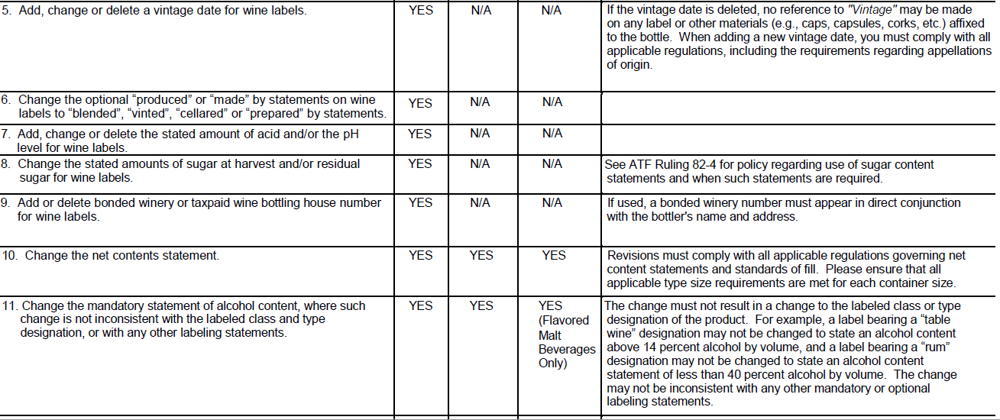 5. Add, change or delete a vintage date for wine labels.
YES
N/A
N/A
If the vintage date is deleted, no reference to "Vintage" may be made
on any label or other materials (e.g., caps, capsules, corks, etc.) affixed
to the bottle. When adding a new vintage date, you must comply with all
applicable regulations, including the requirements regarding appellations
of origin.
6. Change the optional “produced” or “made” by statements on wine
labels to “blended”, “vinted”, “cellared” or “prepared” by statements.
YES
N/A
N/A
7. Add, change or delete the stated amount of acid and/or the pH
level for wine labels.
YES
N/A
N/A
8. Change the stated amounts of sugar at harvest and/or residual
sugar for wine labels.
YES
N/A
N/A
See ATF Ruling 82-4 for policy regarding use of sugar content
statements and when such statements are required.
9. Add or delete bonded winery or taxpaid wine bottling house number
for wine labels.
YES
N/A
N/A
If used, a bonded winery number must appear in direct conjunction
with the bottler's name and address.
10. Change the net contents statement.
YES
YES
YES
Revisions must comply with all applicable regulations governing net
content statements and standards of fill. Please ensure that all
applicable type size requirements are met for each container size.
11. Change the mandatory statement of alcohol content, where such
change is not inconsistent with the labeled class and type
designation, or with any other labeling statements.
YES
YES
YES
(Flavored
Malt
Beverages
Only)
The change must not result in a change to the labeled class or type
designation of the product. For example, a label bearing a “table
wine” designation may not be changed to state an alcohol content
above 14 percent alcohol by volume, and a label bearing a “rum”
designation may not be changed to state an alcohol content
statement of less than 40 percent alcohol by volume. The change
may not be inconsistent with any other mandatory or optional
labeling statements.